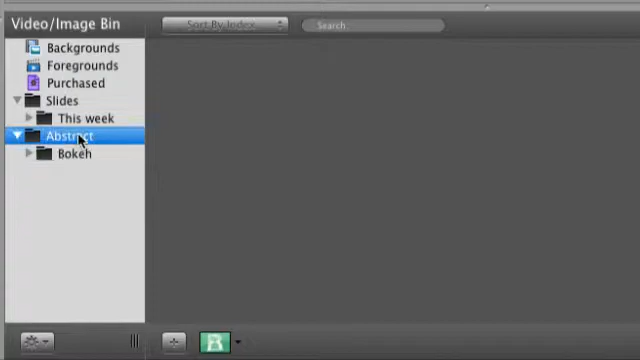 Video/Image Bin
Sort By Index
Search
Backgrounds
Foregrounds
Purchased
Slides
This week
Abstract
Bokeh